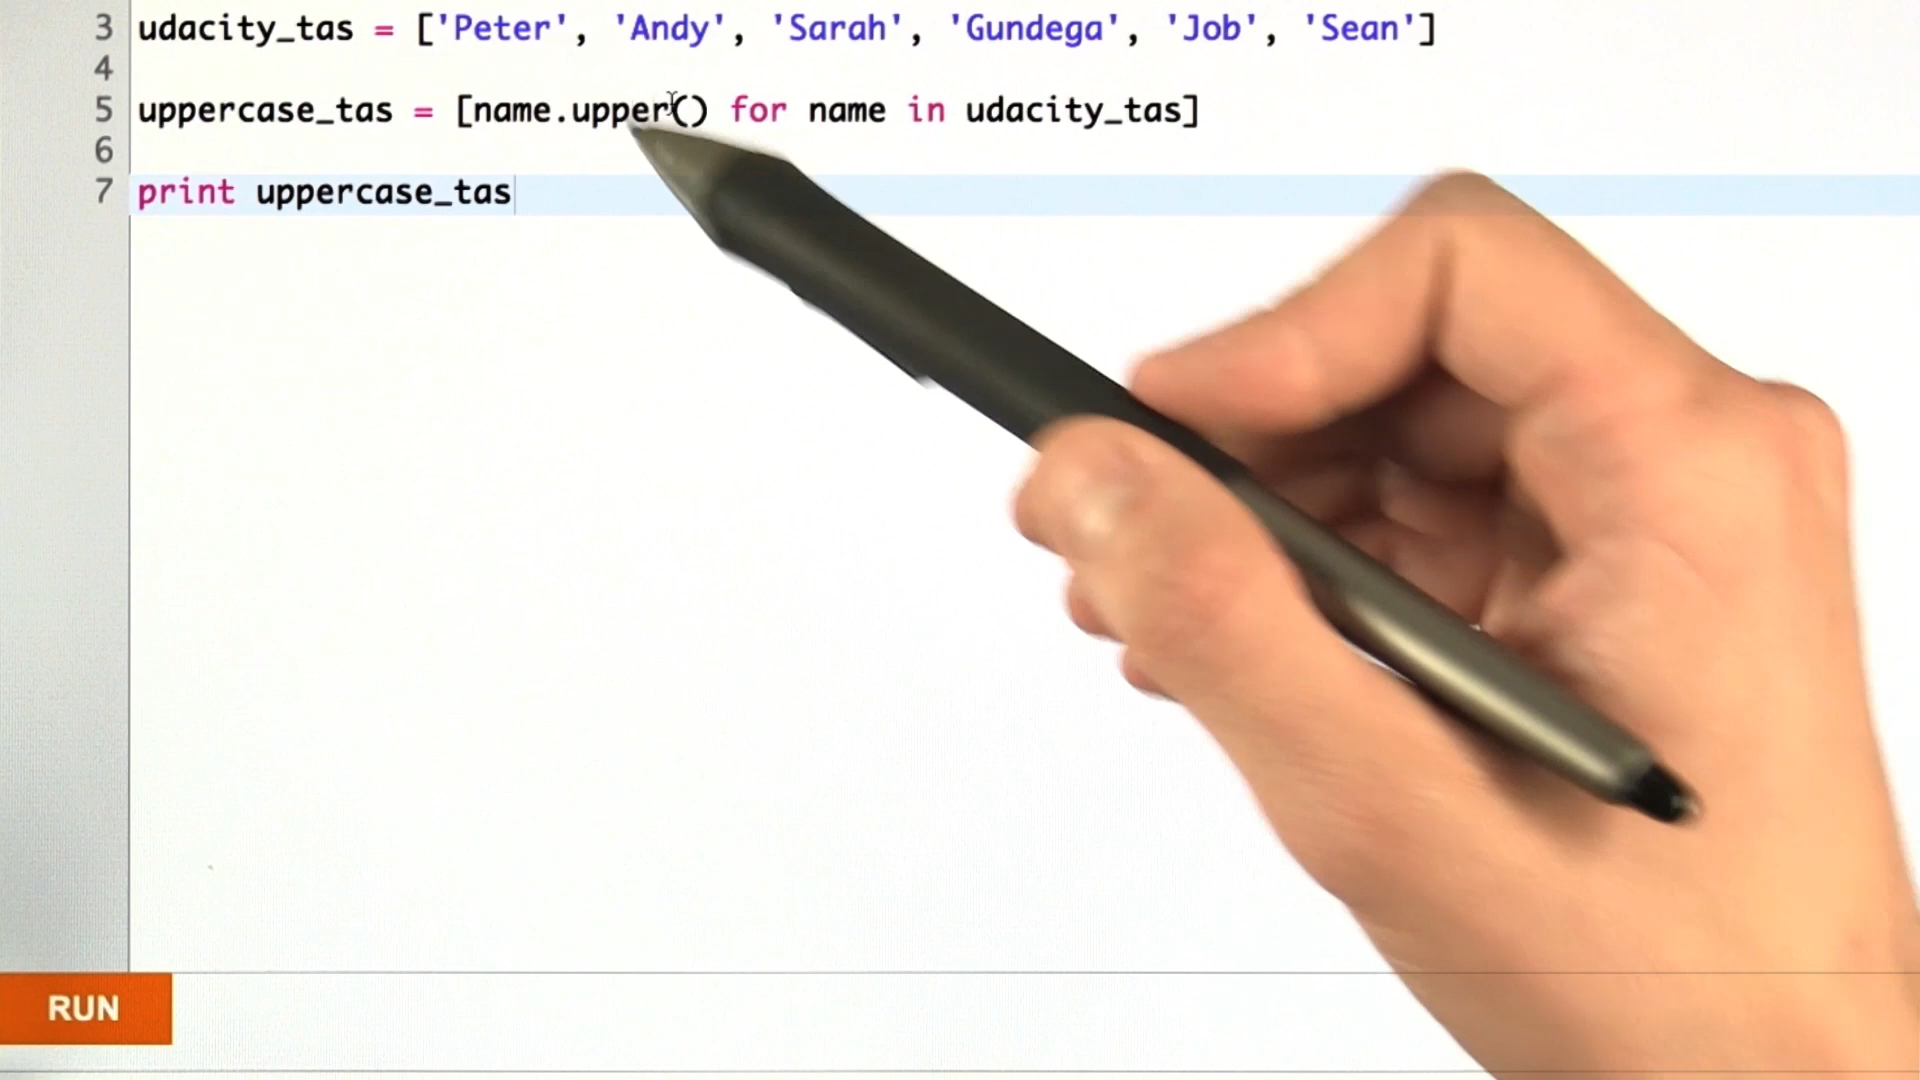 3 udacity_tas = ['Peter', 'Andy', 'Sarah', 'Gundega', 'Job', 'Sean']
4
5 uppercase_tas = [name.upper() for name in udacity_tas]
6
7 print uppercase_tas
RUN